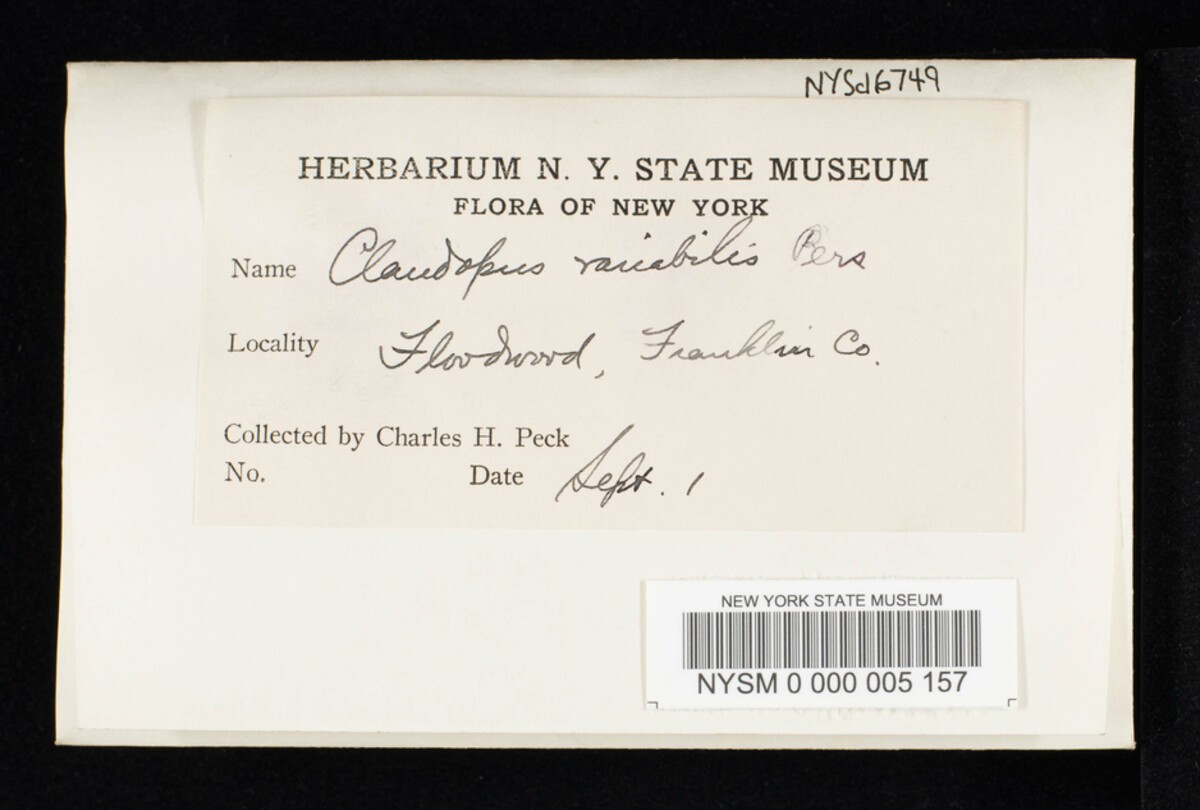 NYSd6749
HERBARIUM N. Y. STATE MUSEUM
FLORA OF NEW YORK
Name Claudopus variabilis Pers
Locality Floodwood, Franklin Co.
Collected by Charles H. Peck
No. Date Sept. 1
NEW YORK STATE MUSEUM
NYSM 0 000 005 157